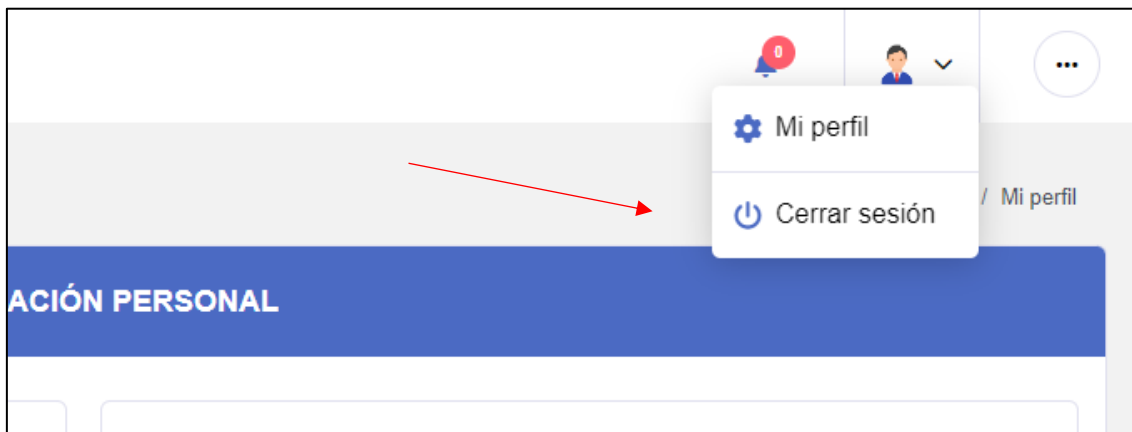 0
Mi perfil
Cerrar sesión
/ Mi perfil
ACIÓN PERSONAL